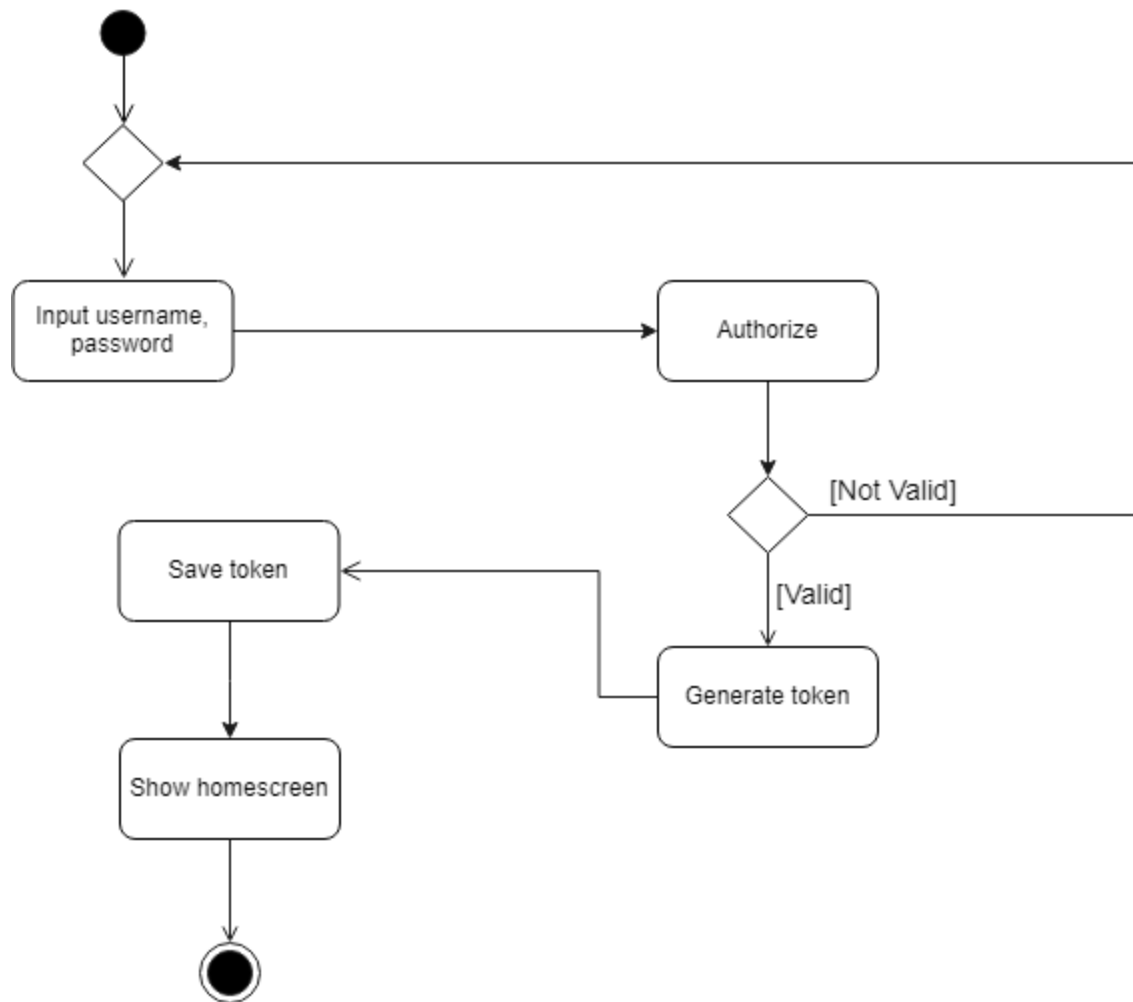 Input username,
password
Authorize
[Not Valid]
Save token
[Valid]
Generate token
Show homescreen